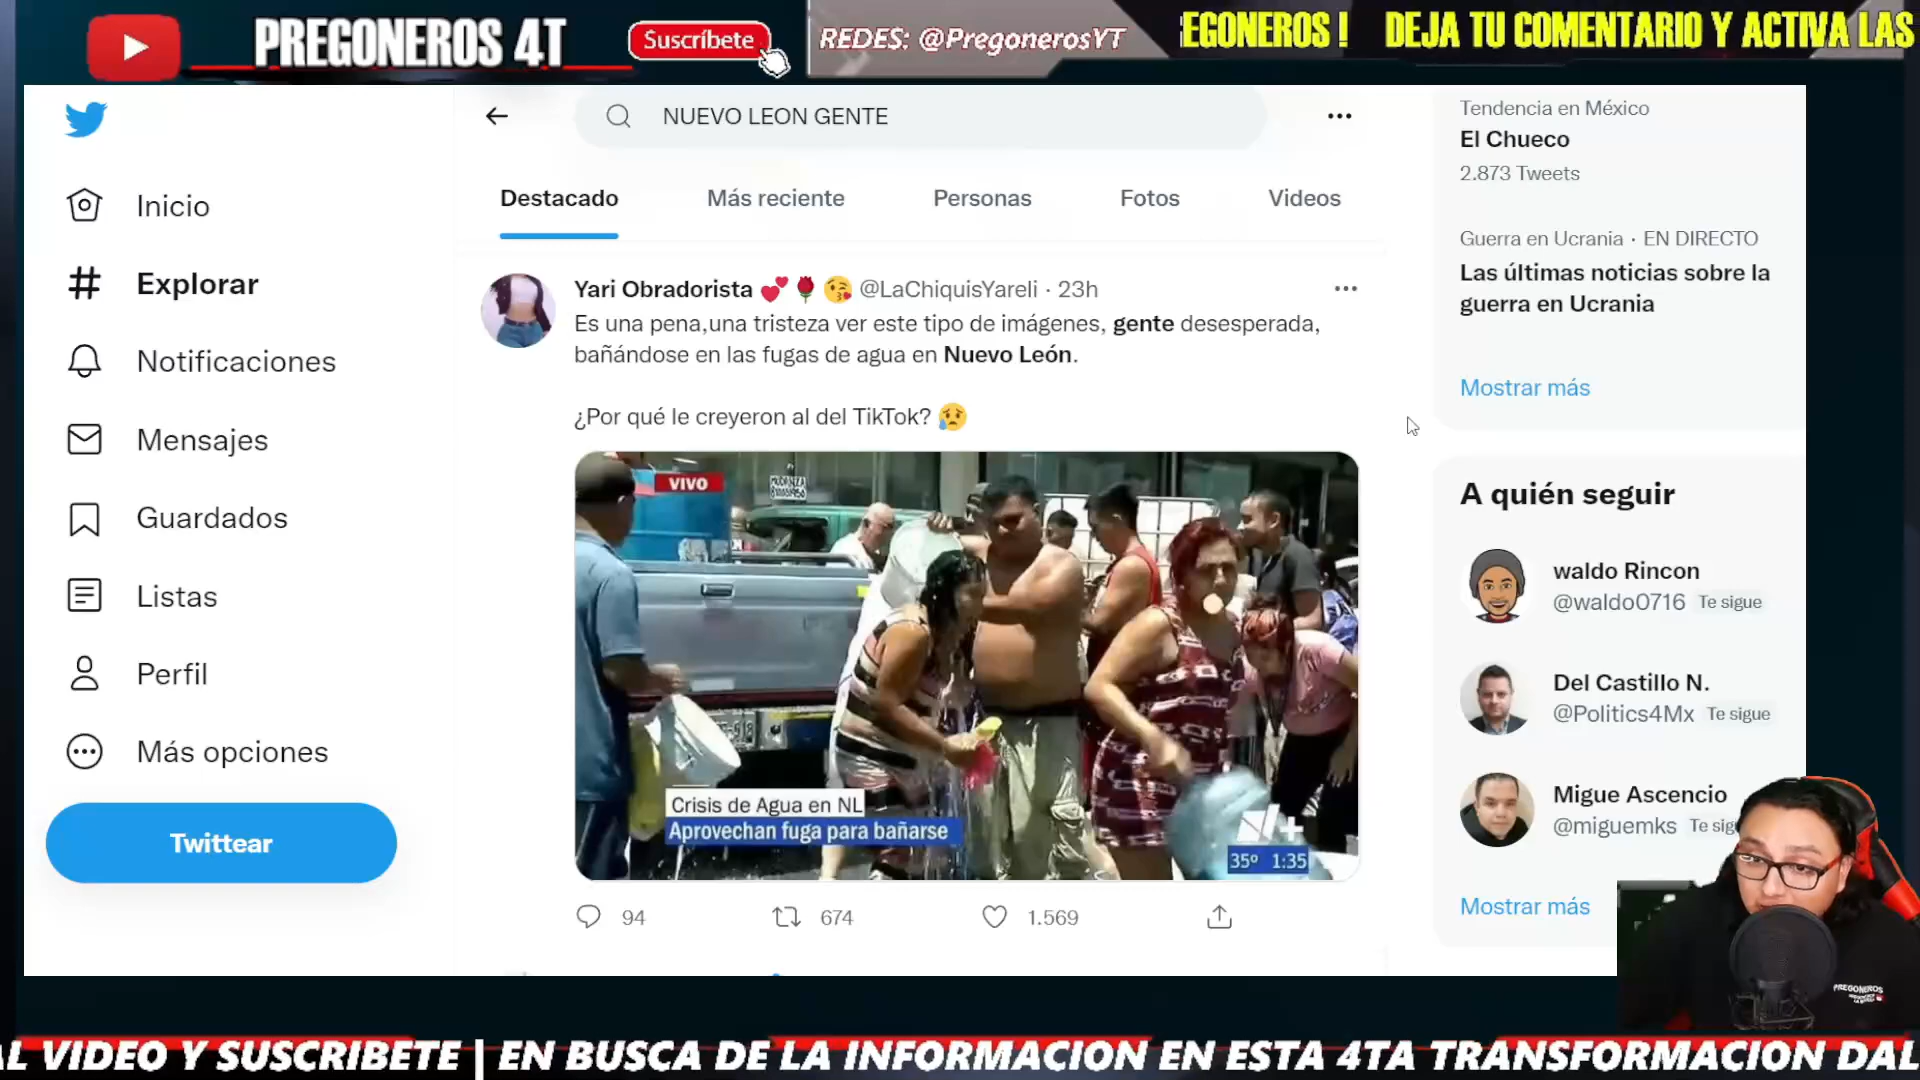 PREGONEROS 4T
Suscríbete
REDES: @PregonerosYT
EGONEROS ! DEJA TU COMENTARIO Y ACTIVA LAS
NUEVO LEON GENTE
Destacado
Más reciente
Personas
Fotos
Videos
Inicio
Explorar
Notificaciones
Mensajes
Guardados
Listas
Perfil
Más opciones
Twittear
Yari Obradorista 💕🌹😘 @LaChiquisYareli · 23h
Es una pena,una tristeza ver este tipo de imágenes, gente desesperada,
bañándose en las fugas de agua en Nuevo León.
¿Por qué le creyeron al del TikTok? 😥
VIVO
Crisis de Agua en NL
Aprovechan fuga para bañarse
N+
35º 1:35
94
674
1.569
Tendencia en México
El Chueco
2.873 Tweets
Guerra en Ucrania · EN DIRECTO
Las últimas noticias sobre la
guerra en Ucrania
Mostrar más
A quién seguir
waldo Rincon
@waldo0716 Te sigue
Del Castillo N.
@Politics4Mx Te sigue
Migue Ascencio
@miguemks Te sig
Mostrar más
PREGONEROS
AL VIDEO Y SUSCRIBETE | EN BUSCA DE LA INFORMACION EN ESTA 4TA TRANSFORMACION DAL